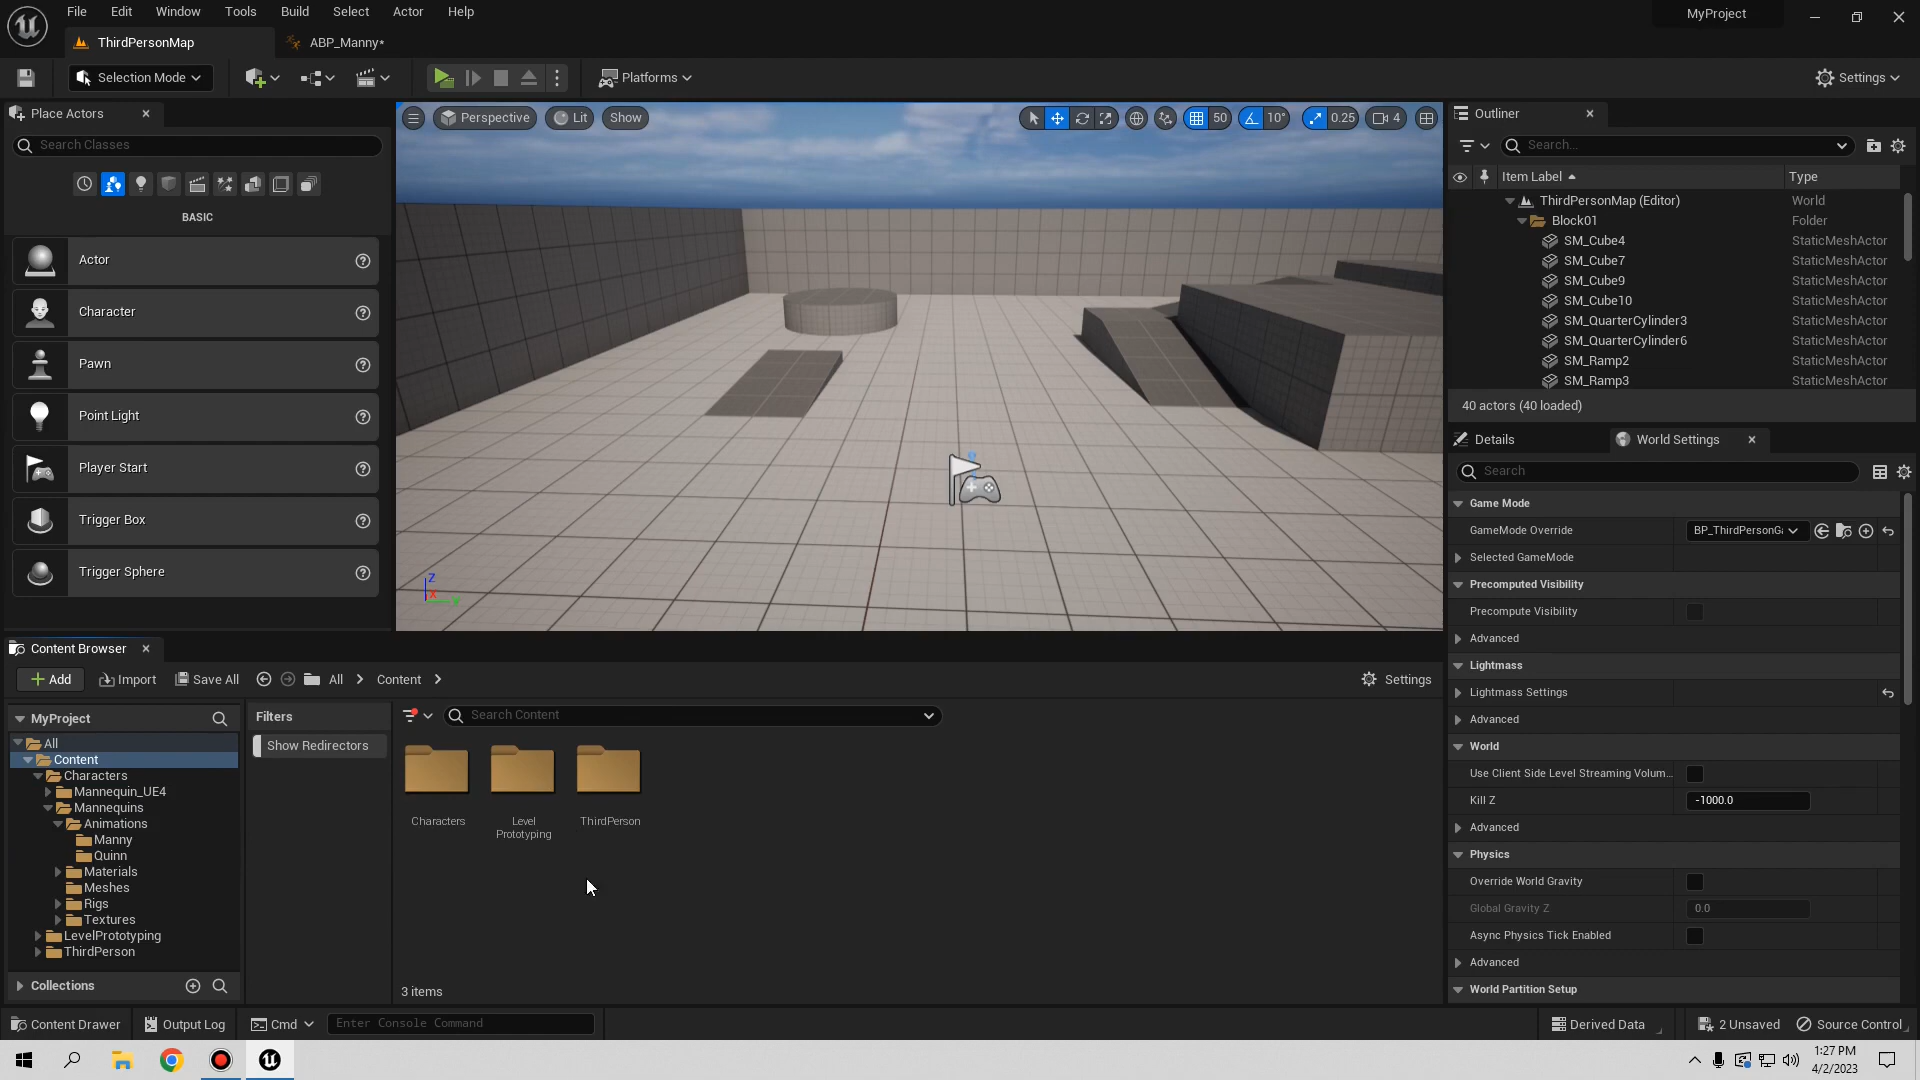 File Edit Window Tools Build Select Actor Help
MyProject
ThirdPersonMap
ABP_Manny*
Selection Mode
Platforms
Settings
Place Actors
Search Classes
BASIC
Actor
Character
Pawn
Point Light
Player Start
Trigger Box
Trigger Sphere
Perspective
Lit
Show
50
10°
0.25
4
Z
X
Y
Outliner
Search...
Item Label
Type
ThirdPersonMap (Editor) World
Block01 Folder
SM_Cube4 StaticMeshActor
SM_Cube7 StaticMeshActor
SM_Cube9 StaticMeshActor
SM_Cube10 StaticMeshActor
SM_QuarterCylinder3 StaticMeshActor
SM_QuarterCylinder6 StaticMeshActor
SM_Ramp2 StaticMeshActor
SM_Ramp3 StaticMeshActor
40 actors (40 loaded)
Details
World Settings
Search
Game Mode
GameMode Override BP_ThirdPersonGa
Selected GameMode
Precomputed Visibility
Precompute Visibility
Advanced
Lightmass
Lightmass Settings
Advanced
World
Use Client Side Level Streaming Volum...
Kill Z -1000.0
Advanced
Physics
Override World Gravity
Global Gravity Z 0.0
Async Physics Tick Enabled
Advanced
World Partition Setup
Content Browser
Add
Import
Save All
All
Content
Settings
MyProject
All
Content
Characters
Mannequin_UE4
Mannequins
Animations
Manny
Quinn
Materials
Meshes
Rigs
Textures
LevelPrototyping
ThirdPerson
Collections
Filters
Show Redirectors
Search Content
Characters
Level
Prototyping
ThirdPerson
3 items
Content Drawer
Output Log
Cmd
Enter Console Command
Derived Data
2 Unsaved
Source Control
1:27 PM
4/2/2023